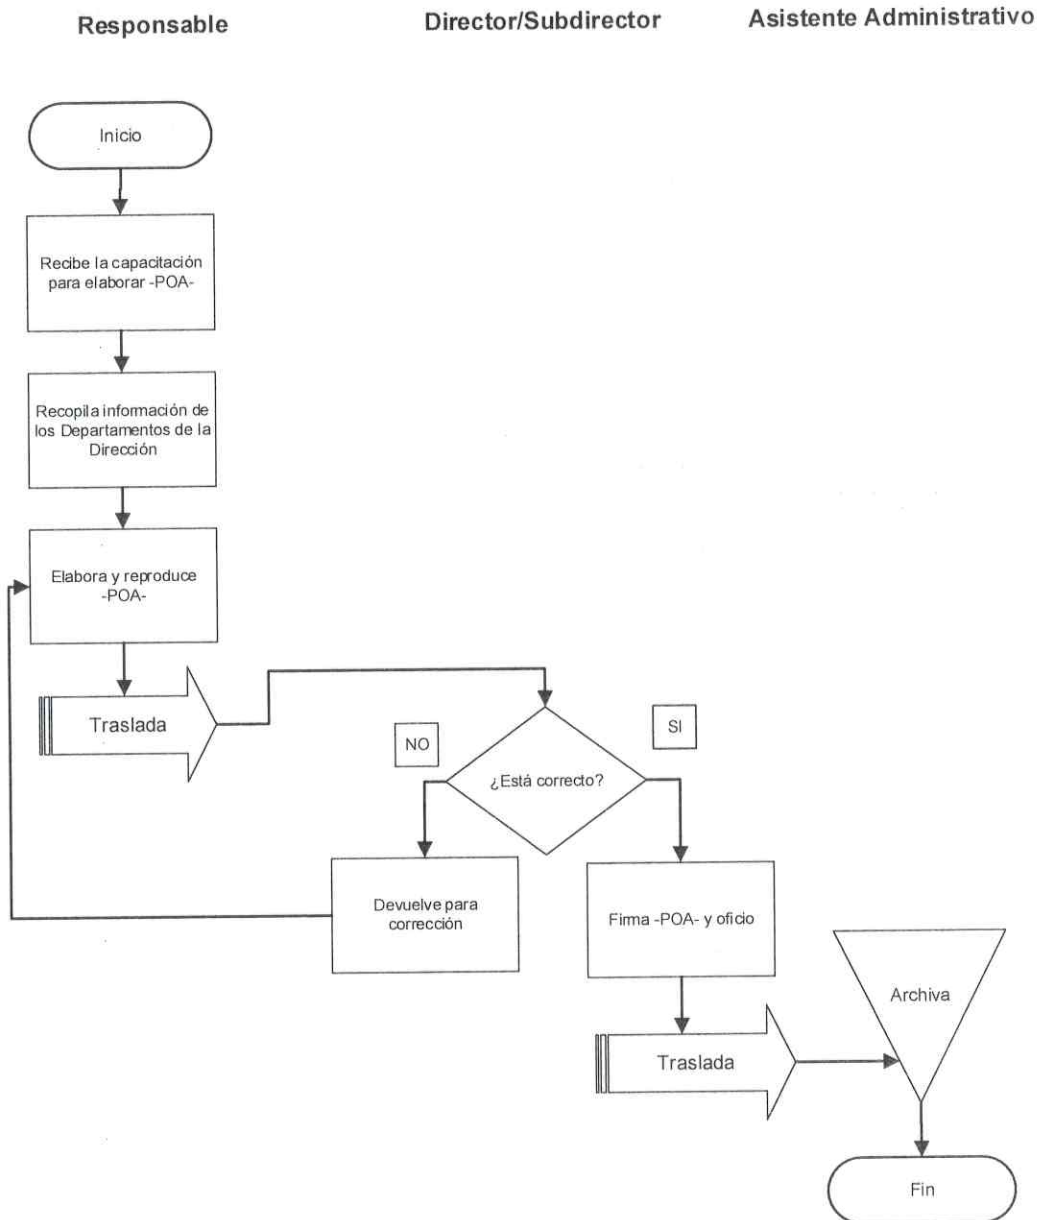 Responsable
Director/Subdirector
Asistente Administrativo
Inicio
Recibe la capacitación
para elaborar -POA-
Recopila información de
los Departamentos de la
Dirección
Elabora y reproduce
-POA-
Traslada
NO
SI
¿Está correcto?
Devuelve para
corrección
Firma -POA- y oficio
Archiva
Traslada
Fin